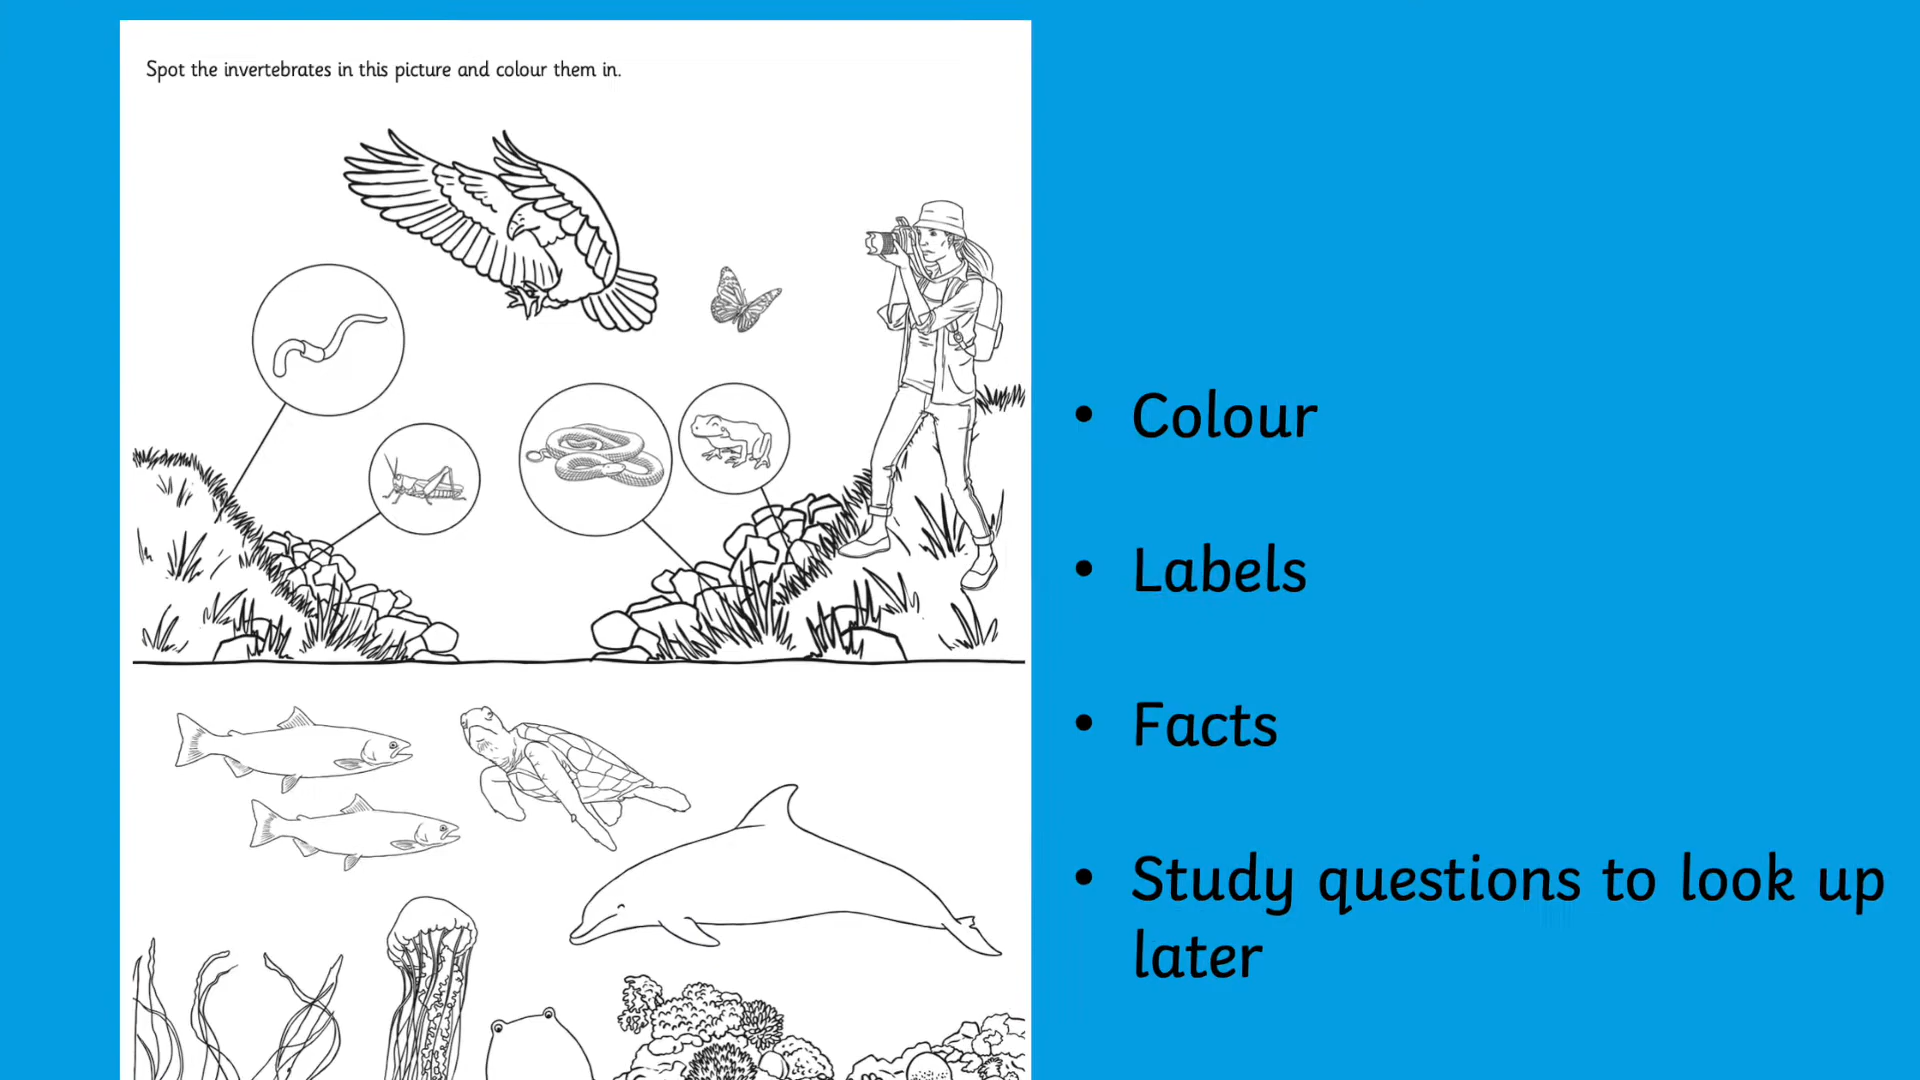 Spot the invertebrates in this picture and colour them in.
• Colour
• Labels
• Facts
• Study questions to look up
later